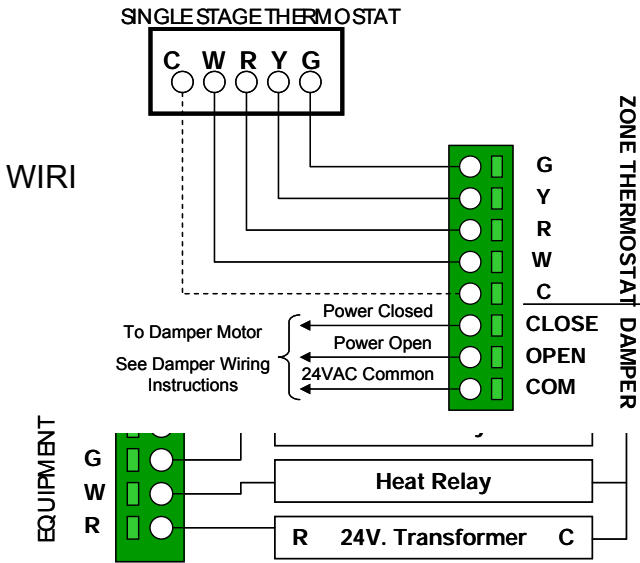 SINGLE STAGE THERMOSTAT
C W R Y G
WIRI
G
Y
R
W
C
CLOSE
OPEN
COM
ZONE THERMOSTAT DAMPER
Power Closed
Power Open
24VAC Common
To Damper Motor
See Damper Wiring
Instructions
EQUIPMENT
G
W
R
Heat Relay
R 24V. Transformer C